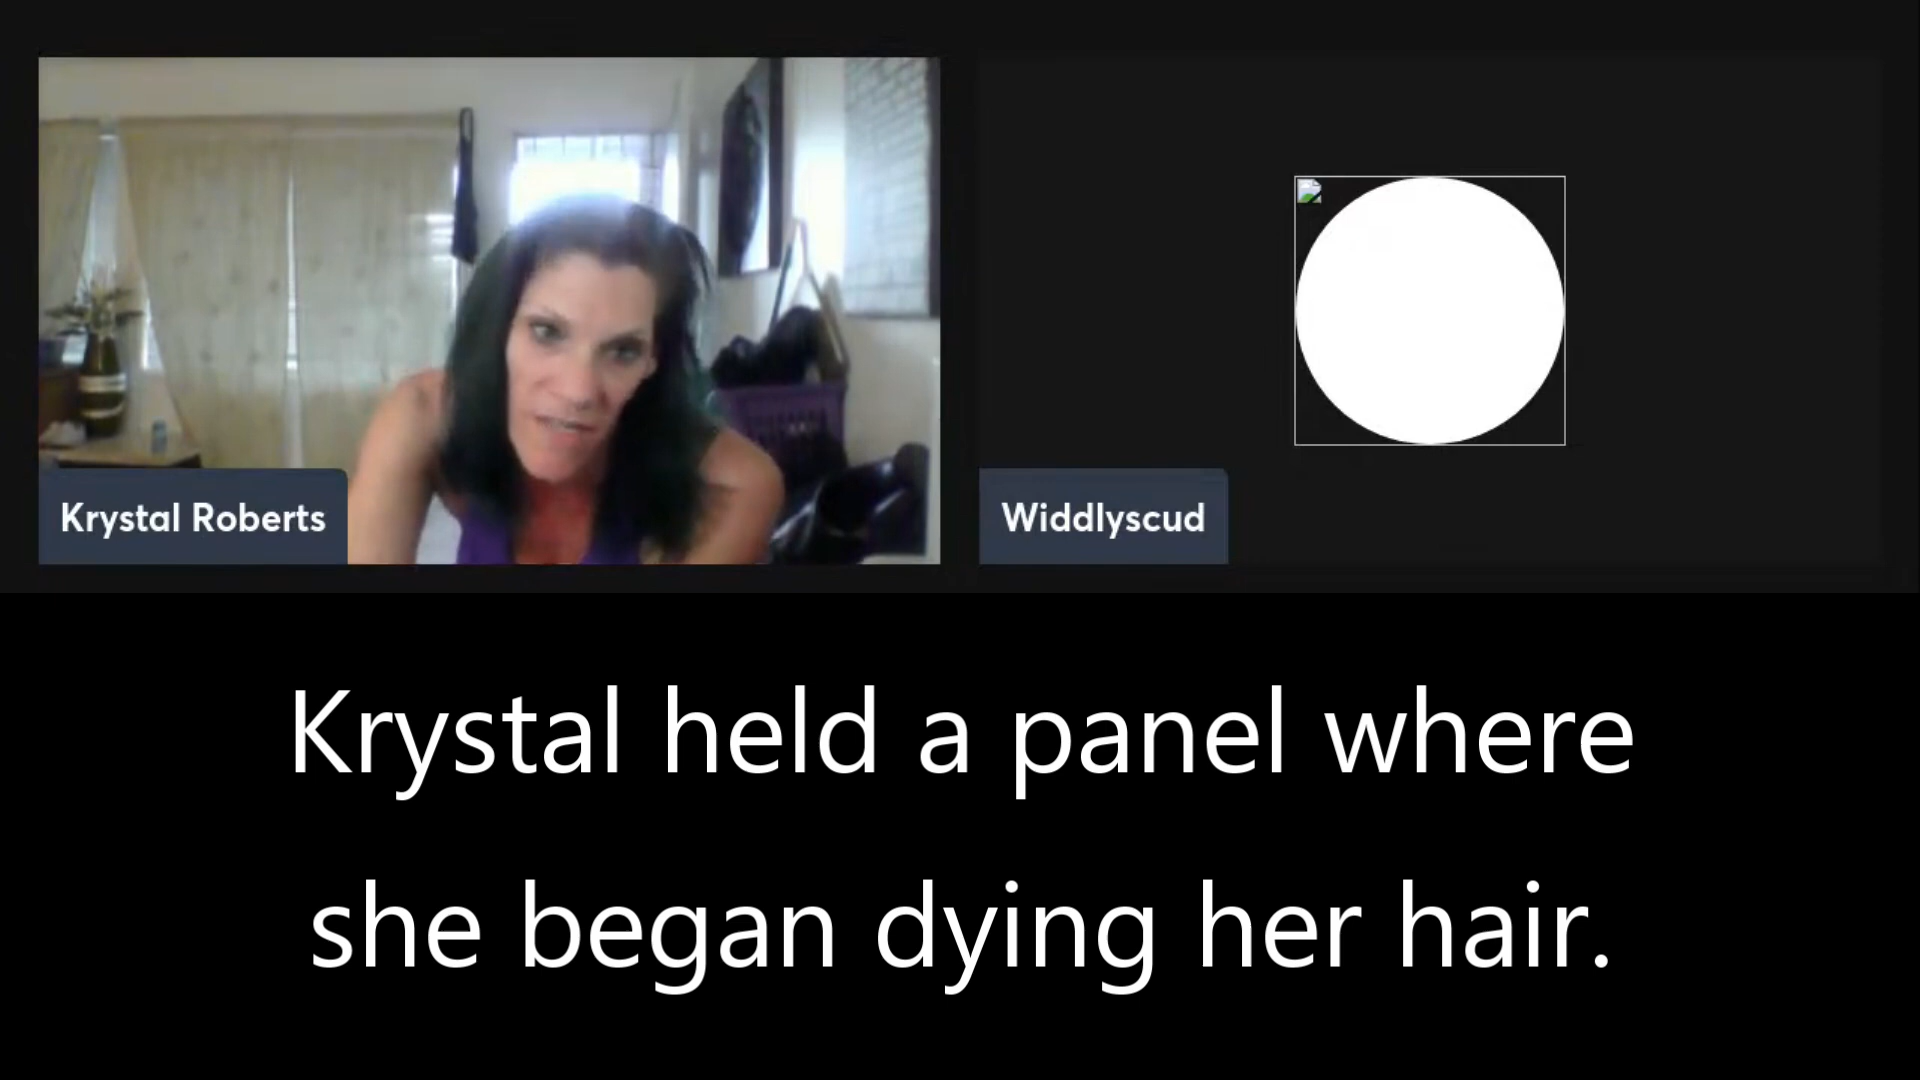 Krystal Roberts
Widdlyscud
Krystal held a panel where
she began dying her hair.